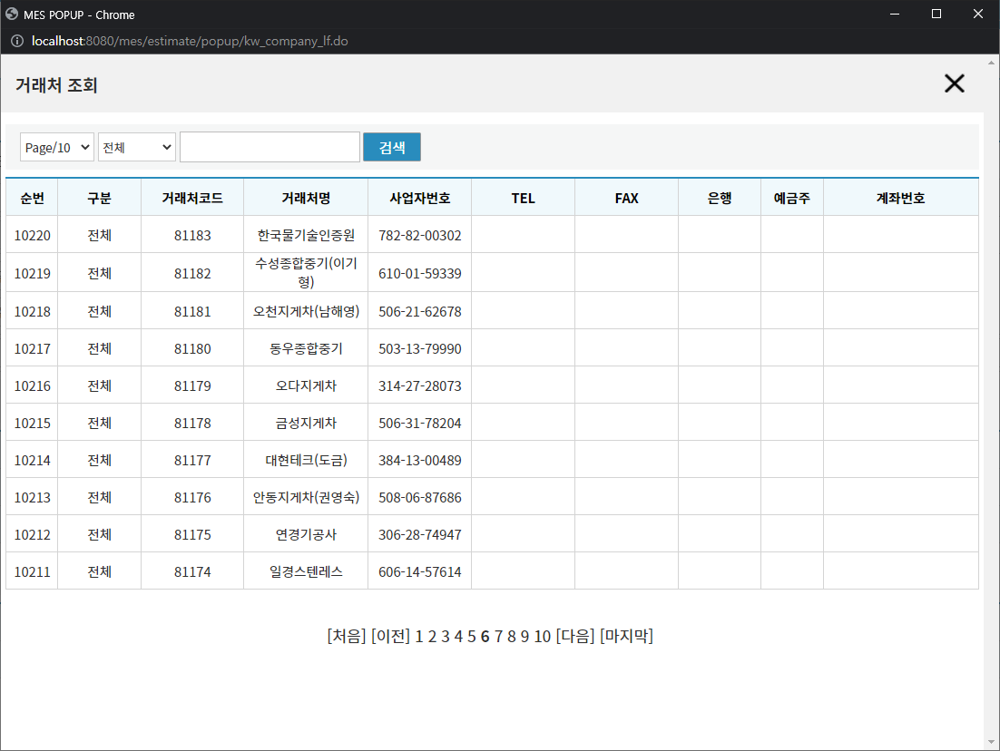 MES POPUP - Chrome
localhost:8080/mes/estimate/popup/kw_company_lf.do
거래처 조회
Page/10 전체 검색
순번 구분 거래처코드 거래처명 사업자번호 TEL FAX 은행 예금주 계좌번호
10220 전체 81183 한국물기술인증원 782-82-00302
10219 전체 81182 수성종합중기(이기
형) 610-01-59339
10218 전체 81181 오천지게차(남해영) 506-21-62678
10217 전체 81180 동우종합중기 503-13-79990
10216 전체 81179 오다지게차 314-27-28073
10215 전체 81178 금성지게차 506-31-78204
10214 전체 81177 대현테크(도금) 384-13-00489
10213 전체 81176 안동지게차(권영숙) 508-06-87686
10212 전체 81175 연경기공사 306-28-74947
10211 전체 81174 일경스텐레스 606-14-57614
[처음] [이전] 1 2 3 4 5 6 7 8 9 10 [다음] [마지막]